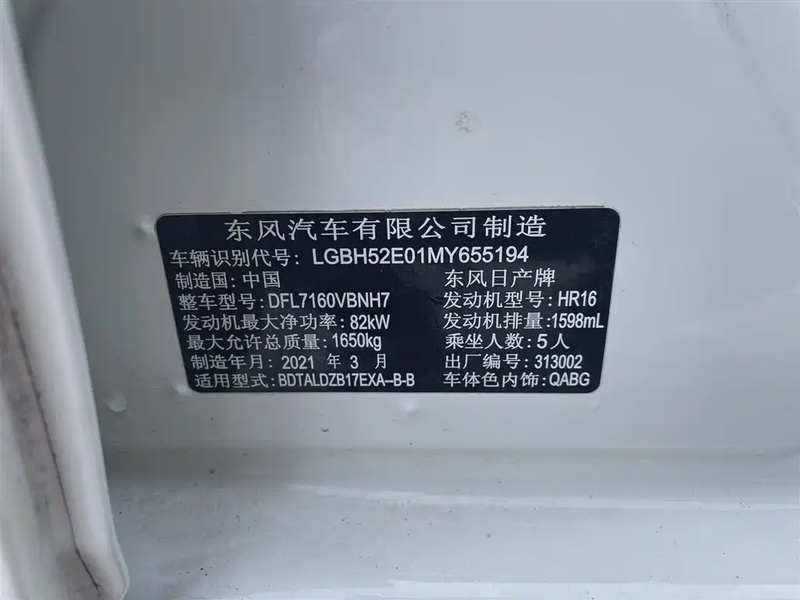 东风汽车有限公司制造
车辆识别代号: LGBH52E01MY655194
制造国: 中国 东风日产牌
整车型号: DFL7160VBNH7 发动机型号: HR16
发动机最大净功率: 82kW 发动机排量: 1598mL
最大允许总质量: 1650kg 乘坐人数: 5人
制造年月: 2021 年 3 月 出厂编号: 313002
适用型式: BDTALDZB17EXA-B-B 车体色内饰: QABG